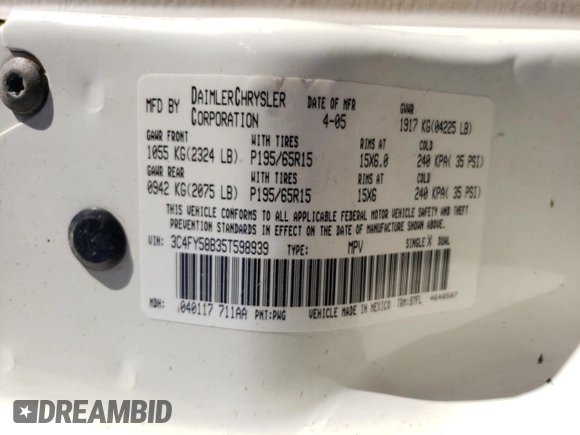 MFD BY DAIMLERCHRYSLER CORPORATION DATE OF MFR 4-05 GVWR 1917 KG(04225 LB)
GAWR FRONT WITH TIRES RIMS AT COLD
1055 KG(2324 LB) P195/65R15 15X6.0 240 KPA( 35 PSI)
GAWR REAR WITH TIRES RIMS AT COLD
0942 KG(2075 LB) P195/65R15 15X6 240 KPA( 35 PSI)
THIS VEHICLE CONFORMS TO ALL APPLICABLE FEDERAL MOTOR VEHICLE SAFETY AND THEFT
PREVENTION STANDARDS IN EFFECT ON THE DATE OF MANUFACTURE SHOWN ABOVE.
VIN: 3C4FY58B35T598939 TYPE: MPV SINGLE X DUAL
MDH: 040117 711AA PNT:PWG VEHICLE MADE IN MEXICO TRM:D7FL
DREAMBID